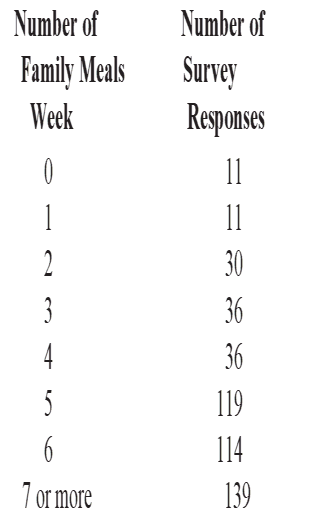 Number of Number of
Family Meals Survey
Week Responses
0 11
1 11
2 30
3 36
4 36
5 119
6 114
7 or more 139